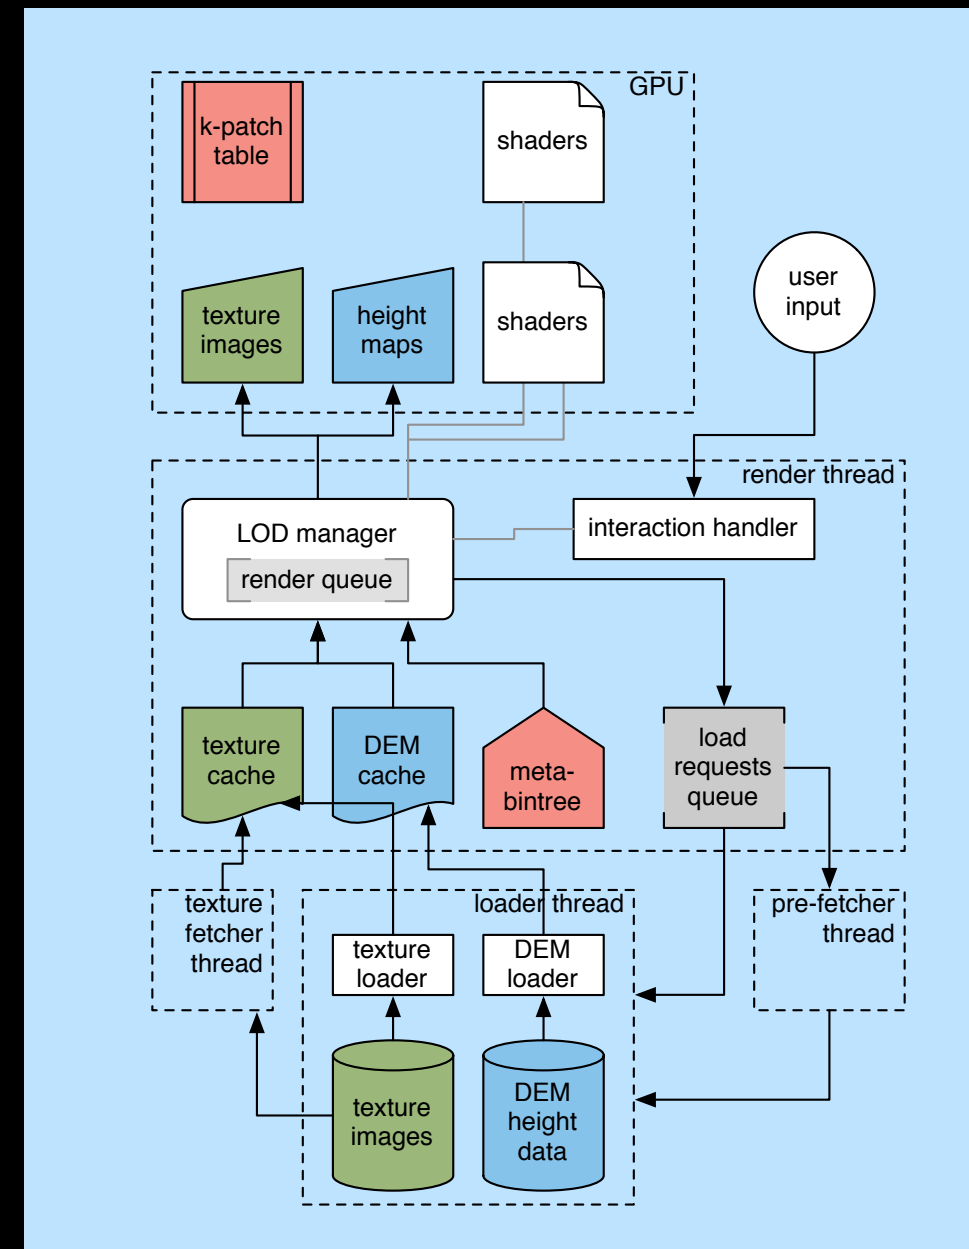 GPU
k-patch
table
shaders
texture
images
height
maps
shaders
user
input
render thread
LOD manager
render queue
interaction handler
texture
cache
DEM
cache
meta-
bintree
load
requests
queue
texture
fetcher
thread
loader thread
pre-fetcher
thread
texture
loader
DEM
loader
texture
images
DEM
height
data